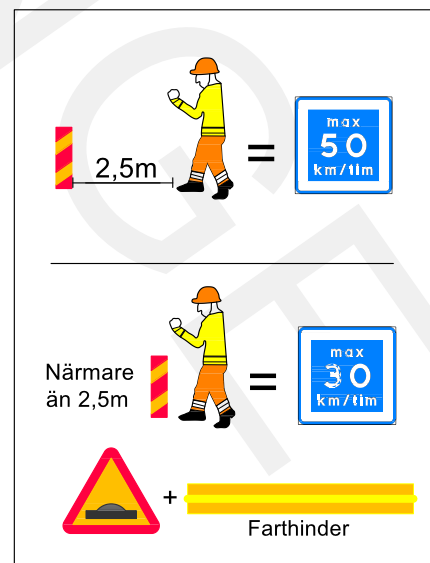 max
50
km/tim
2,5m
=
max
30
km/tim
Närmare
än 2,5m
=
+
Farthinder